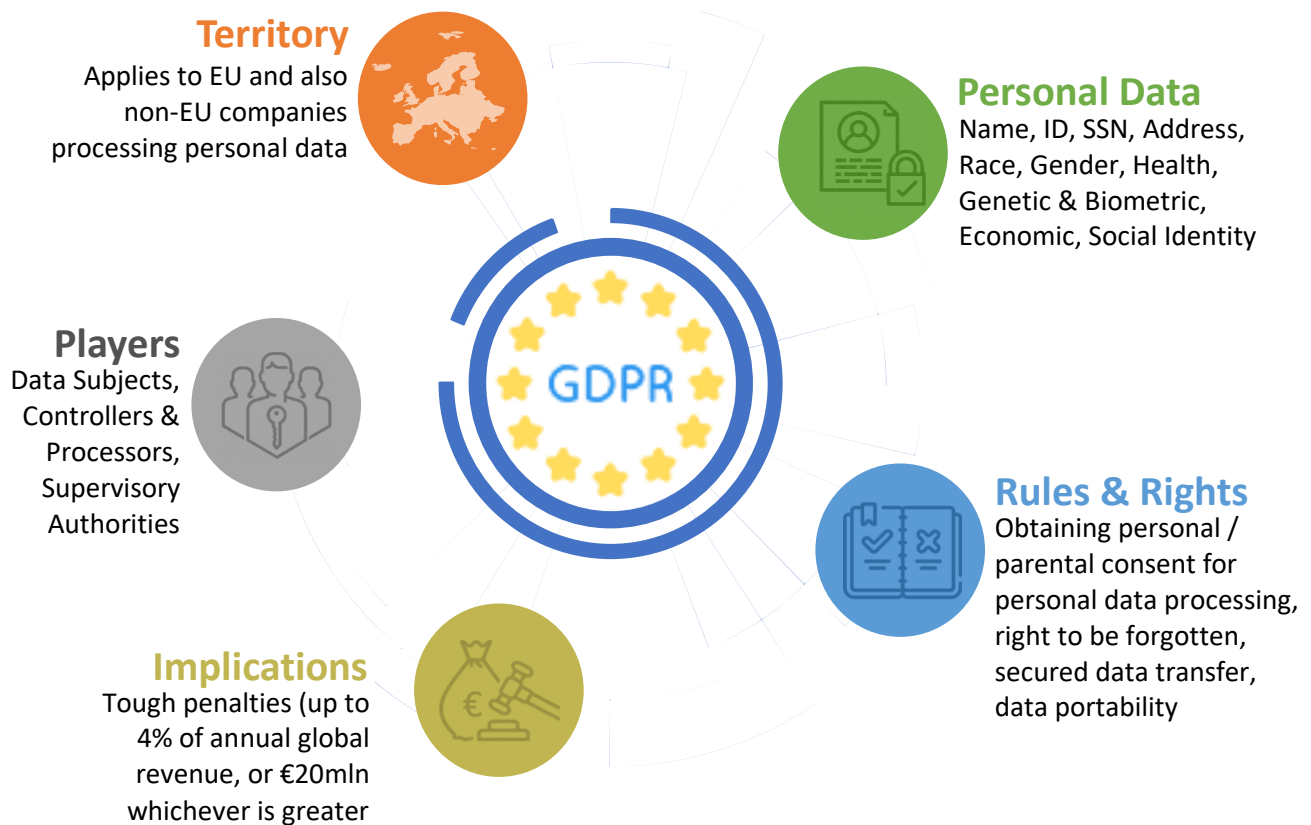 Territory
Applies to EU and also
non-EU companies
processing personal data
Personal Data
Name, ID, SSN, Address,
Race, Gender, Health,
Genetic & Biometric,
Economic, Social Identity
GDPR
Players
Data Subjects,
Controllers &
Processors,
Supervisory
Authorities
Rules & Rights
Obtaining personal /
parental consent for
personal data processing,
right to be forgotten,
secured data transfer,
data portability
Implications
Tough penalties (up to
4% of annual global
revenue, or €20mln
whichever is greater
€